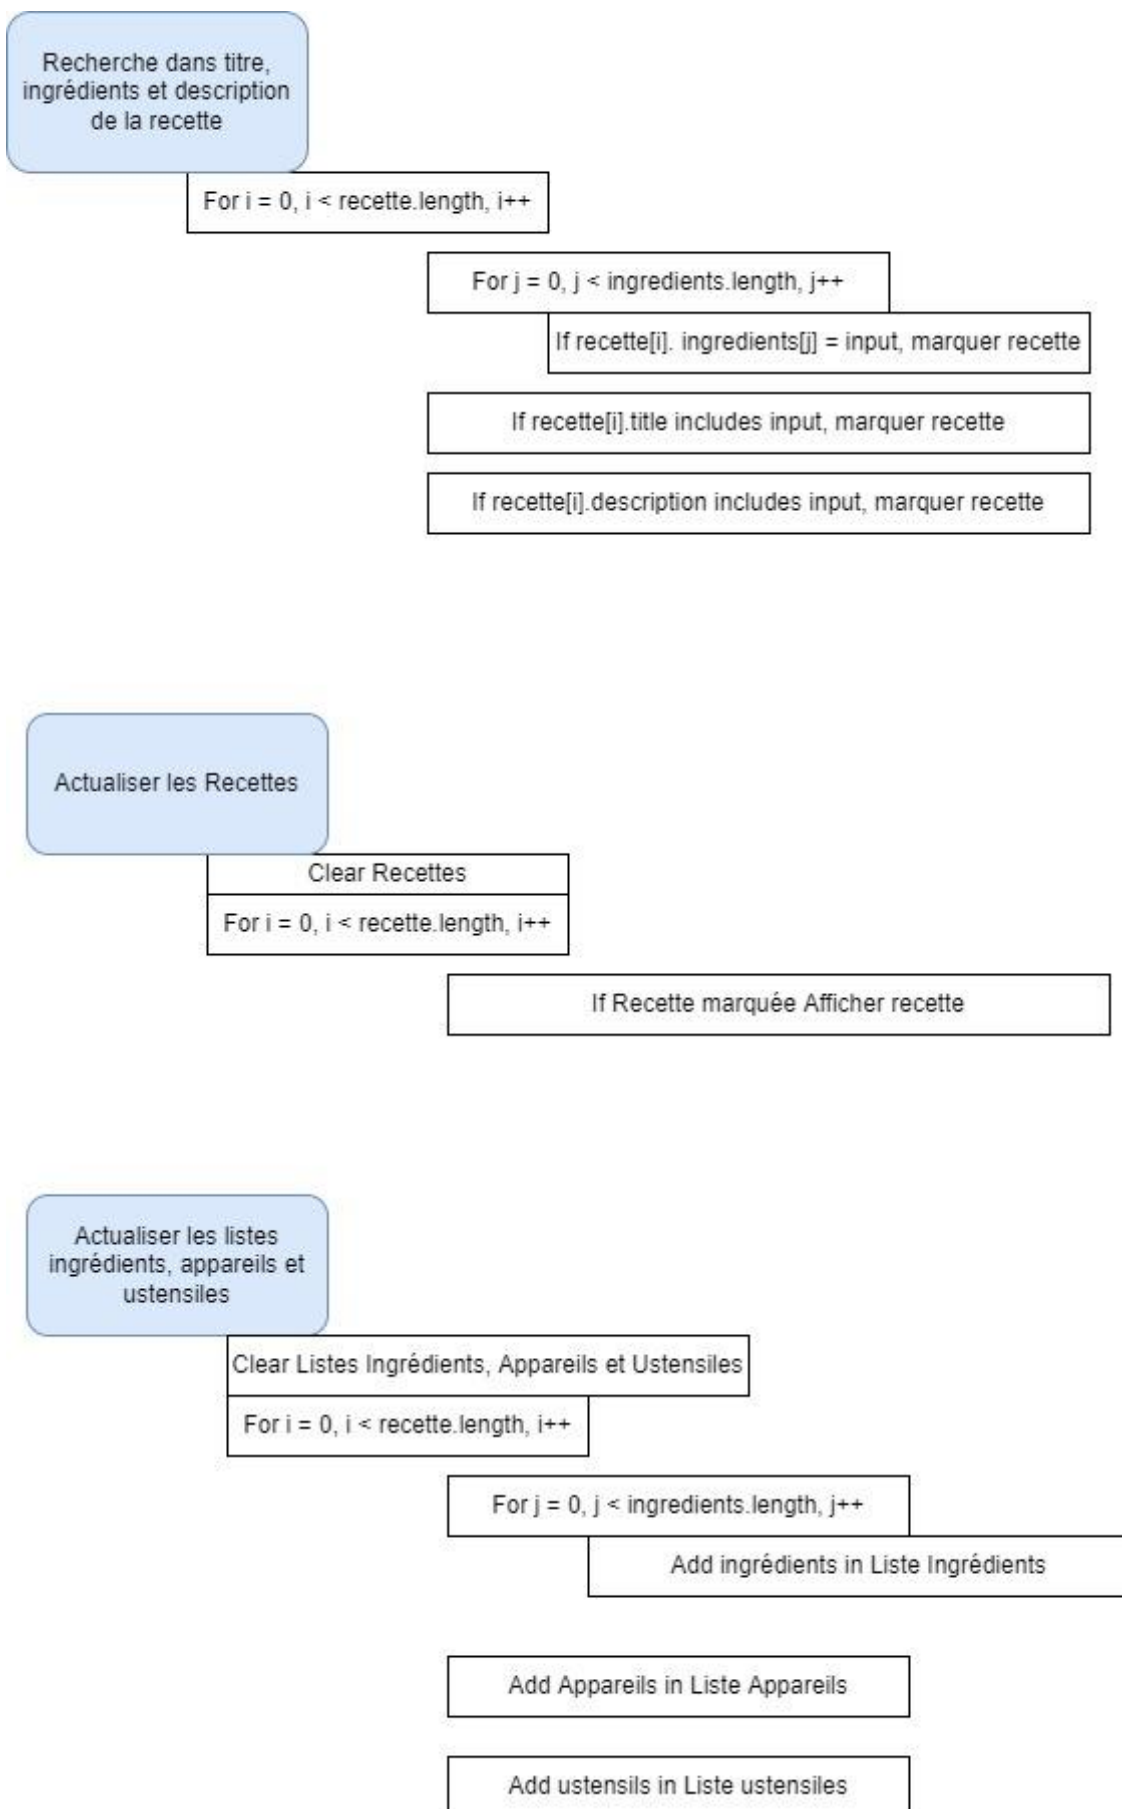 Recherche dans titre,
ingrédients et description
de la recette
For i = 0, i < recette.length, i++
For j = 0, j < ingredients.length, j++
If recette[i]. ingredients[j] = input, marquer recette
If recette[i].title includes input, marquer recette
If recette[i].description includes input, marquer recette
Actualiser les Recettes
Clear Recettes
For i = 0, i < recette.length, i++
If Recette marquée Afficher recette
Actualiser les listes
ingrédients, appareils et
ustensiles
Clear Listes Ingrédients, Appareils et Ustensiles
For i = 0, i < recette.length, i++
For j = 0, j < ingredients.length, j++
Add ingrédients in Liste Ingrédients
Add Appareils in Liste Appareils
Add ustensils in Liste ustensiles